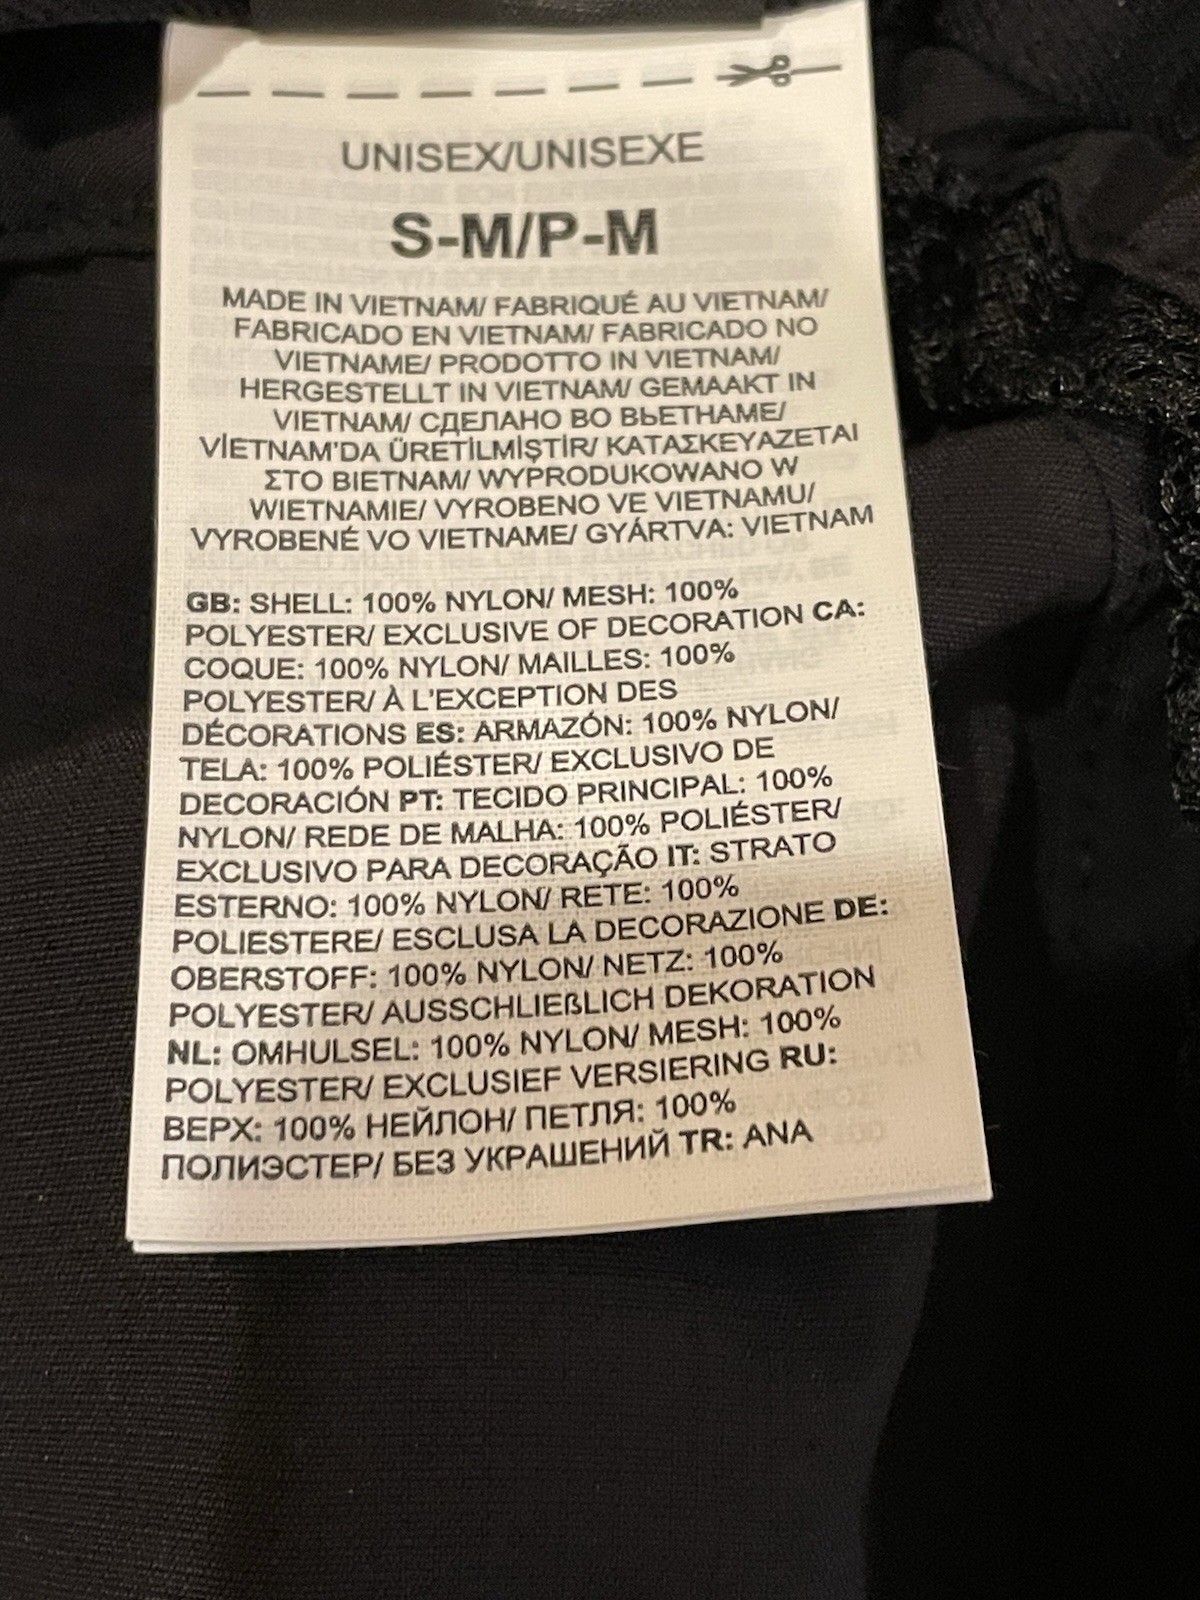 UNISEX/UNISEXE
S-M/P-M
MADE IN VIETNAM/ FABRIQUÉ AU VIETNAM/
FABRICADO EN VIETNAM/ FABRICADO NO
VIETNAME/ PRODOTTO IN VIETNAM/
HERGESTELLT IN VIETNAM/ GEMAAKT IN
VIETNAM/ СДЕЛАНО ВО ВЬЕТНАМЕ/
VİETNAM'DA ÜRETİLMİŞTİR/ ΚΑΤΑΣΚΕΥΑΖΕΤΑΙ
ΣΤΟ ΒΙΕΤΝΑΜ/ WYPRODUKOWANO W
WIETNAMIE/ VYROBENO VE VIETNAMU/
VYROBENÉ VO VIETNAME/ GYÁRTVA: VIETNAM
GB: SHELL: 100% NYLON/ MESH: 100%
POLYESTER/ EXCLUSIVE OF DECORATION CA:
COQUE: 100% NYLON/ MAILLES: 100%
POLYESTER/ À L'EXCEPTION DES
DÉCORATIONS ES: ARMAZÓN: 100% NYLON/
TELA: 100% POLIÉSTER/ EXCLUSIVO DE
DECORACIÓN PT: TECIDO PRINCIPAL: 100%
NYLON/ REDE DE MALHA: 100% POLIÉSTER/
EXCLUSIVO PARA DECORAÇÃO IT: STRATO
ESTERNO: 100% NYLON/ RETE: 100%
POLIESTERE/ ESCLUSA LA DECORAZIONE DE:
OBERSTOFF: 100% NYLON/ NETZ: 100%
POLYESTER/ AUSSCHLIEßLICH DEKORATION
NL: OMHULSEL: 100% NYLON/ MESH: 100%
POLYESTER/ EXCLUSIEF VERSIERING RU:
ВЕРХ: 100% НЕЙЛОН/ ПЕТЛЯ: 100%
ПОЛИЭСТЕР/ БЕЗ УКРАШЕНИЙ TR: ANA